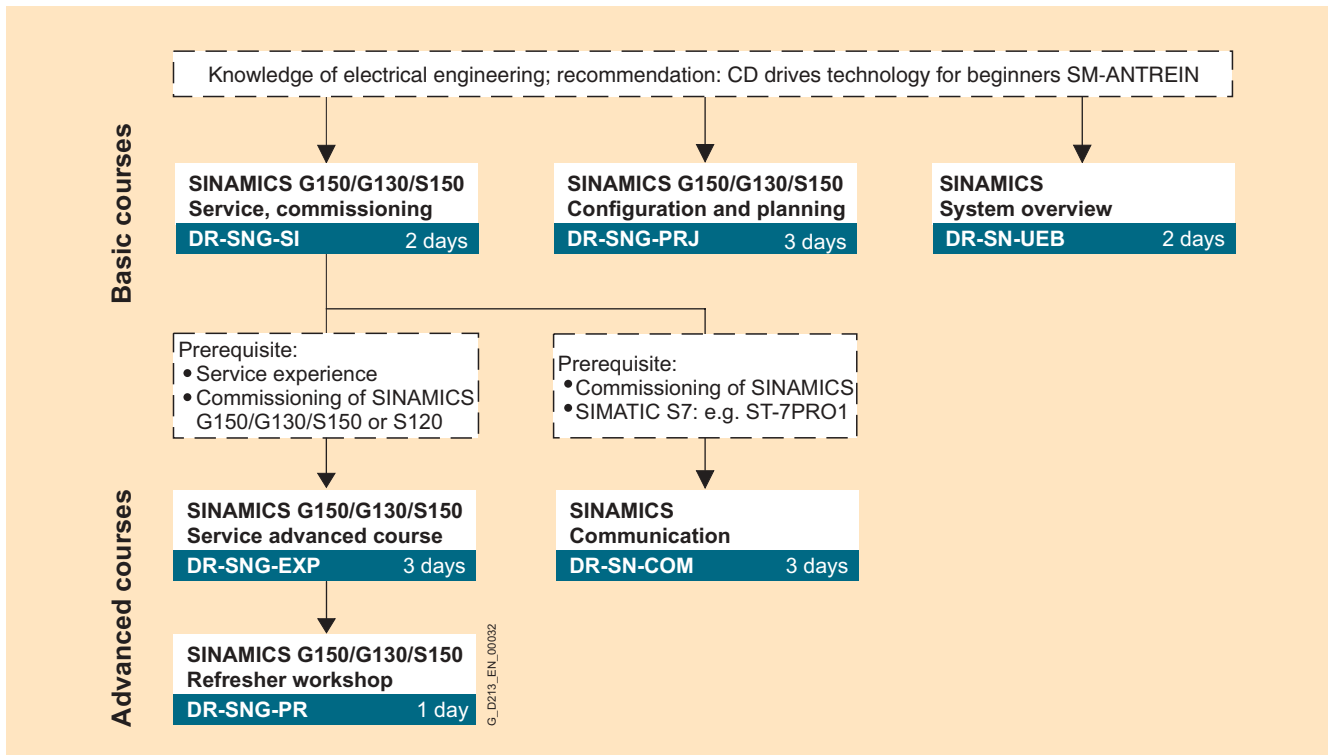 Knowledge of electrical engineering; recommendation: CD drives technology for beginners SM-ANTREIN
Basic courses
SINAMICS G150/G130/S150
Service, commissioning
DR-SNG-SI 2 days
SINAMICS G150/G130/S150
Configuration and planning
DR-SNG-PRJ 3 days
SINAMICS
System overview
DR-SN-UEB 2 days
Prerequisite:
• Service experience
• Commissioning of SINAMICS
G150/G130/S150 or S120
Prerequisite:
• Commissioning of SINAMICS
• SIMATIC S7: e.g. ST-7PRO1
Advanced courses
SINAMICS G150/G130/S150
Service advanced course
DR-SNG-EXP 3 days
SINAMICS
Communication
DR-SN-COM 3 days
SINAMICS G150/G130/S150
Refresher workshop
DR-SNG-PR 1 day
G_D213_EN_00032